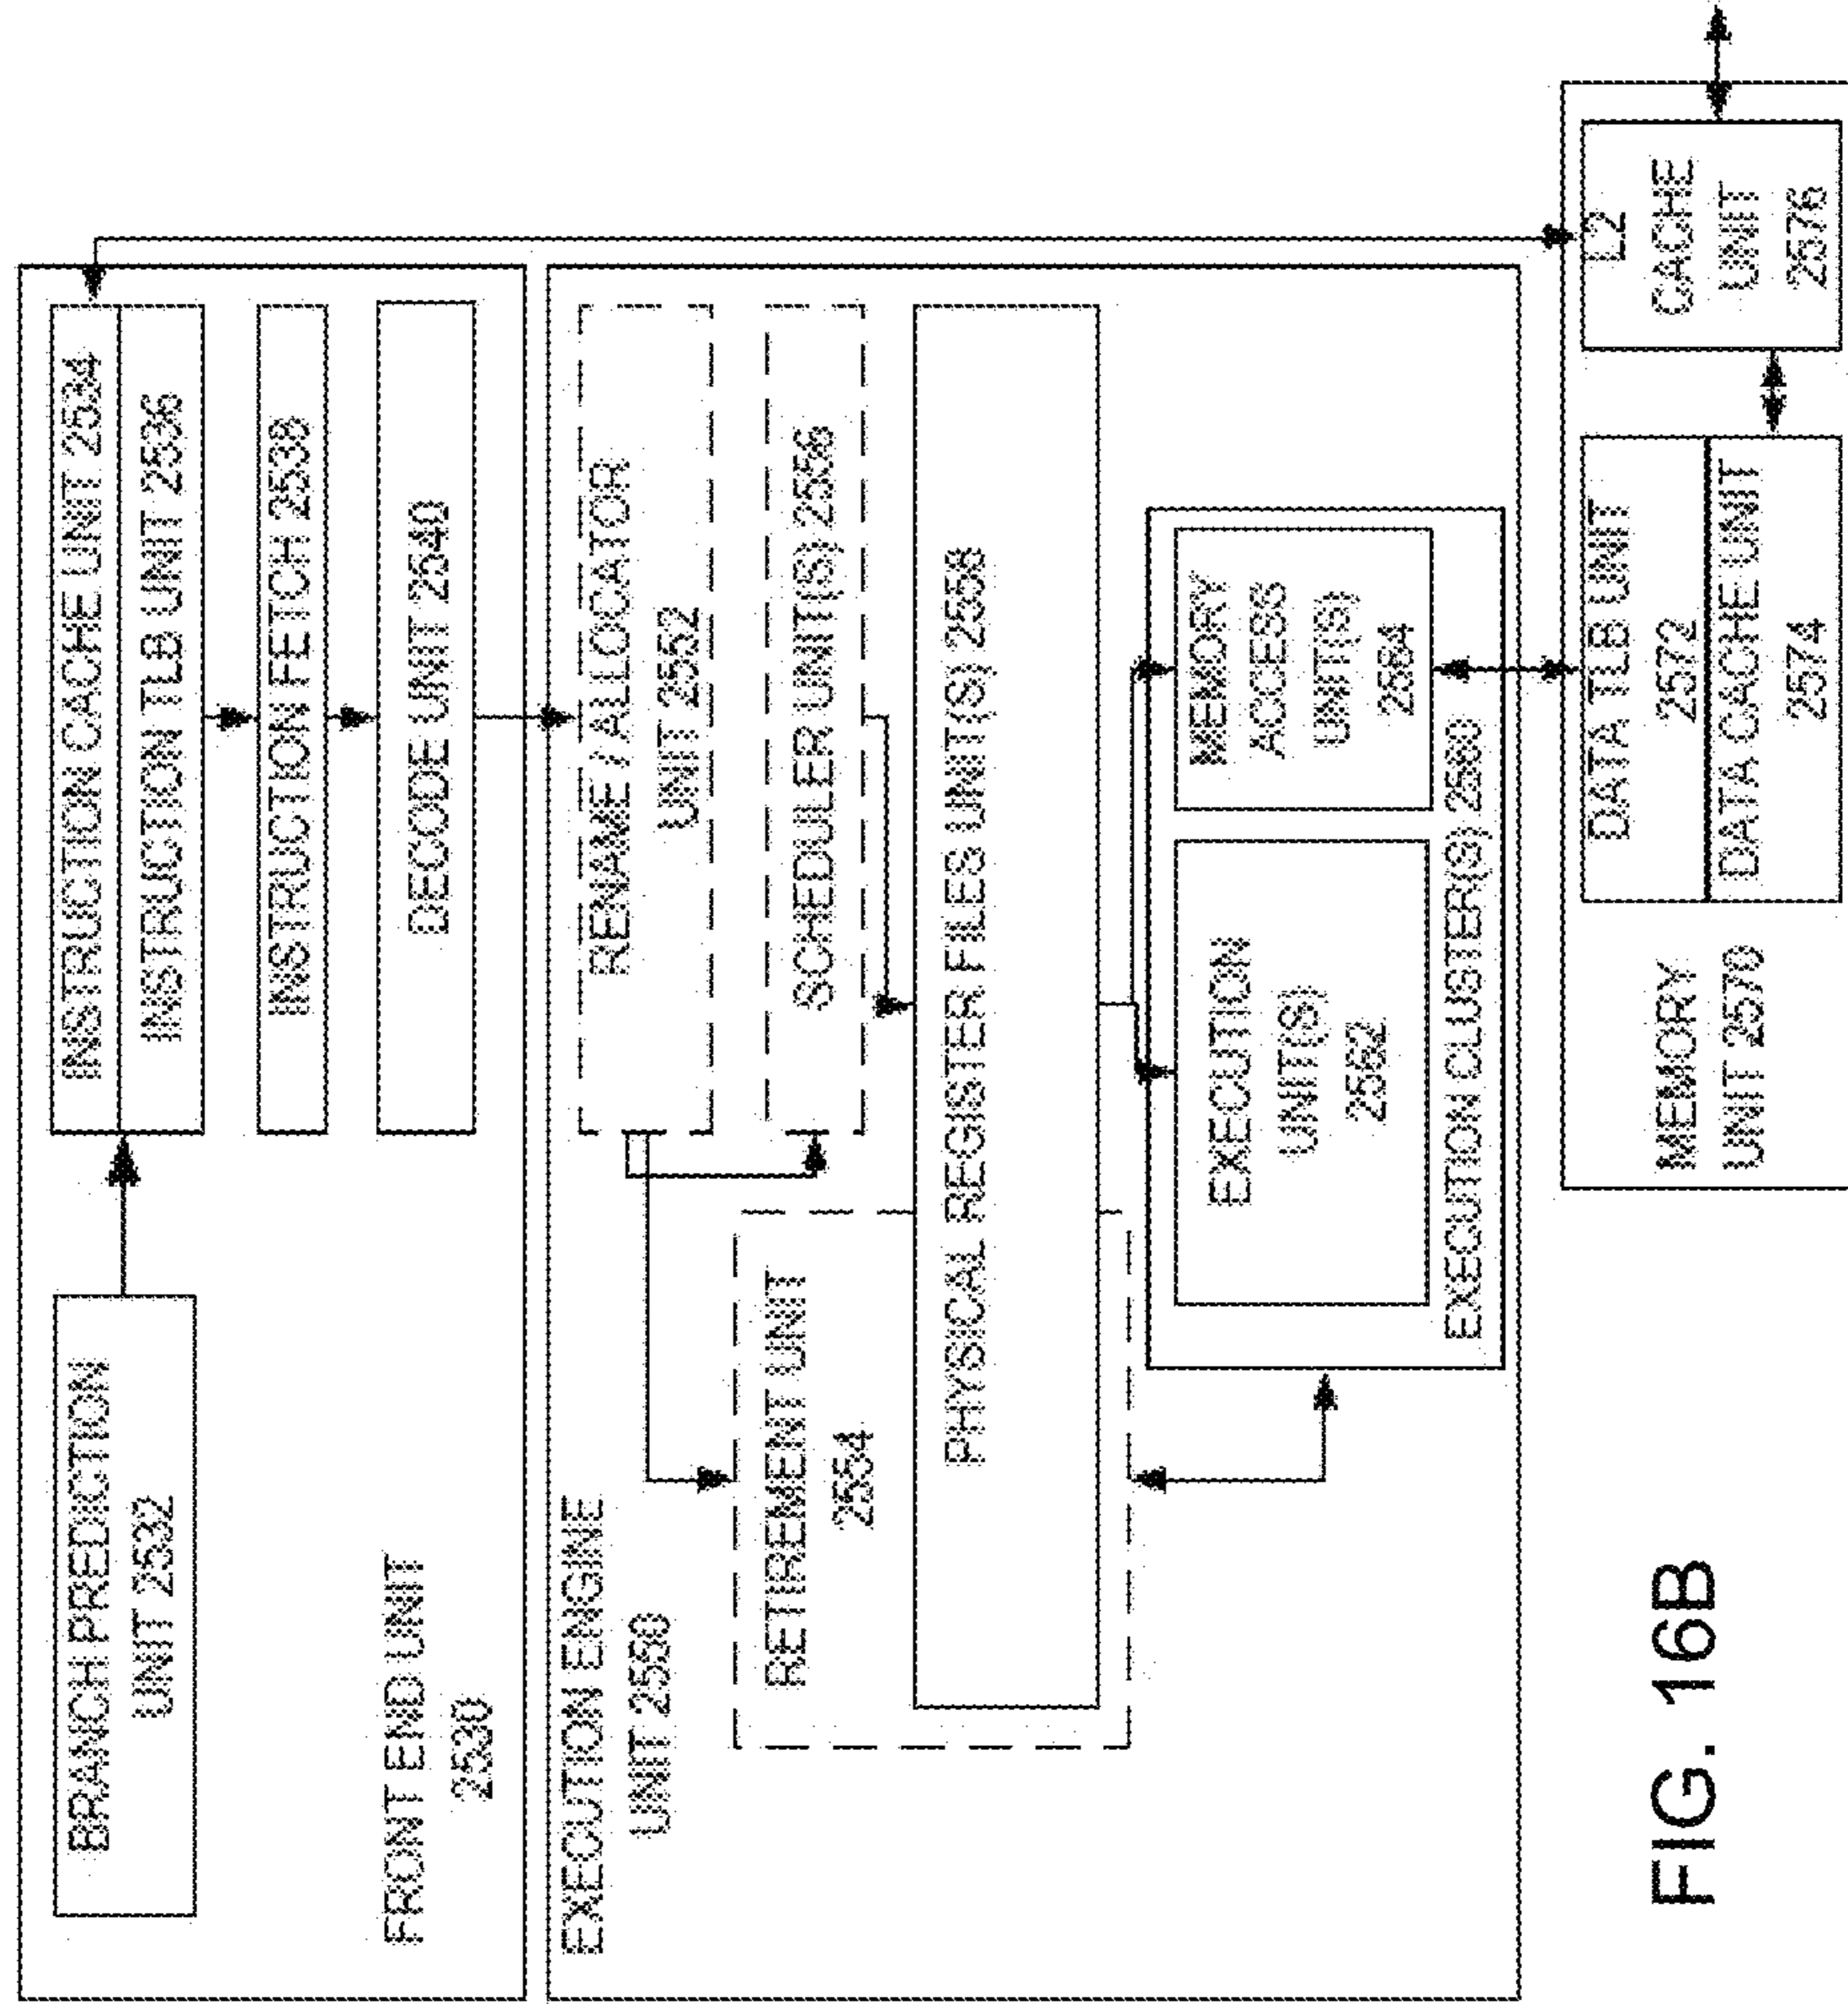 BRANCH PREDICTION
UNIT 2532
INSTRUCTION CACHE UNIT 2534
INSTRUCTION TLB UNIT 2536
INSTRUCTION FETCH 2538
DECODE UNIT 2540
FRONT END UNIT
2530
EXECUTION ENGINE
UNIT 2550
RENAME / ALLOCATOR
UNIT 2552
SCHEDULER UNIT(S) 2556
RETIREMENT UNIT
2554
PHYSICAL REGISTER FILES UNIT(S) 2558
EXECUTION
UNIT(S)
2562
MEMORY
ACCESS
UNIT(S)
2564
EXECUTION CLUSTER(S) 2560
MEMORY
UNIT 2570
DATA TLB UNIT
2572
DATA CACHE UNIT
2574
L2
CACHE
UNIT
2576
FIG. 16B